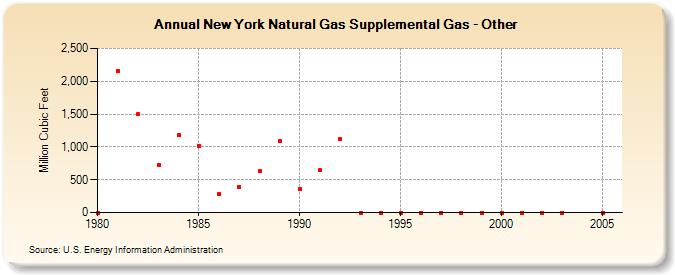 Annual New York Natural Gas Supplemental Gas - Other
Million Cubic Feet
2,500
2,000
1,500
1,000
500
0
1980 1985 1990 1995 2000 2005
Source: U.S. Energy Information Administration